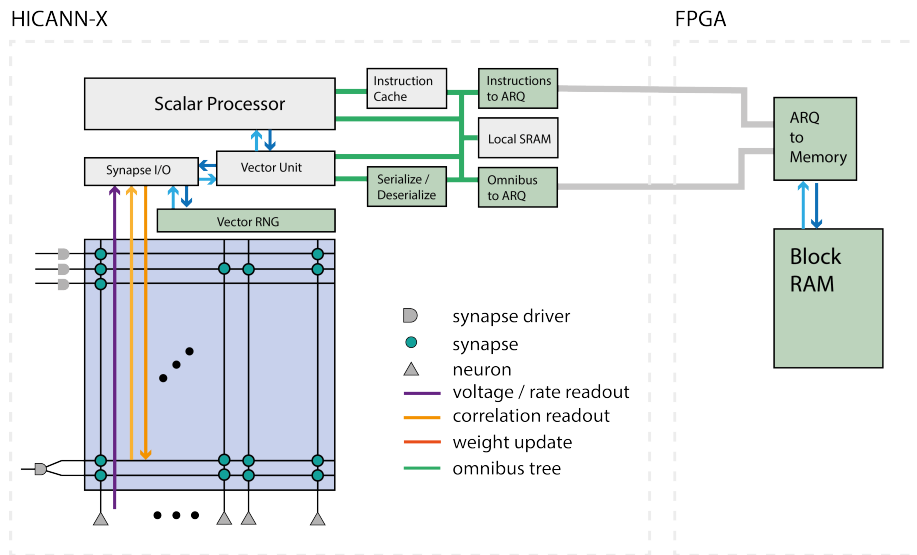 HICANN-X
FPGA
Scalar Processor
Instruction
Cache
Instructions
to ARQ
Local SRAM
Synapse I/O
Vector Unit
Serialize /
Deserialize
Omnibus
to ARQ
Vector RNG
ARQ
to
Memory
Block
RAM
synapse driver
synapse
neuron
voltage / rate readout
correlation readout
weight update
omnibus tree